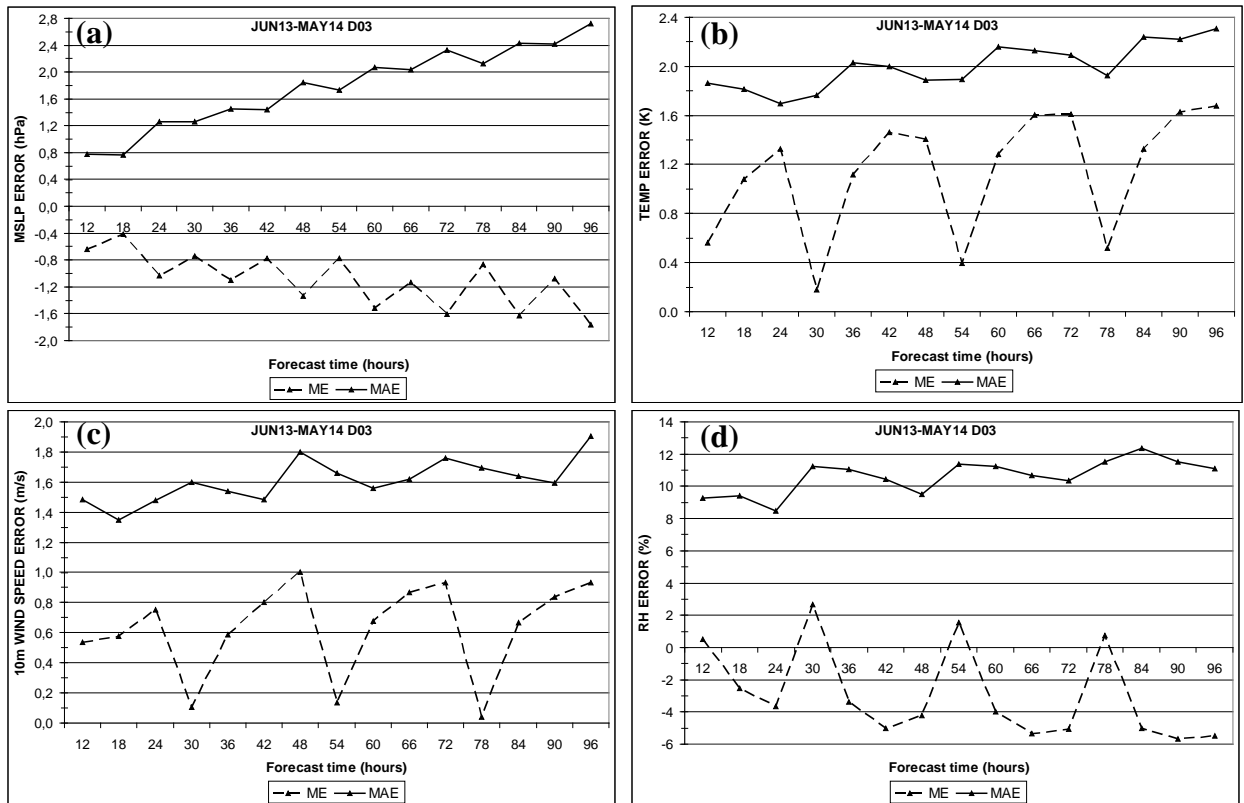 (a)
JUN13-MAY14 D03
2,8
2,4
2,0
1,6
1,2
0,8
0,4
0,0
-0,4
-0,8
-1,2
-1,6
-2,0
MSLP ERROR (hPa)
12 18 24 30 36 42 48 54 60 66 72 78 84 90 96
Forecast time (hours)
ME MAE
(b)
JUN13-MAY14 D03
2.4
2.0
1.6
1.2
0.8
0.4
0.0
TEMP ERROR (K)
12 18 24 30 36 42 48 54 60 66 72 78 84 90 96
Forecast time (hours)
ME MAE
(c)
JUN13-MAY14 D03
2,0
1,8
1,6
1,4
1,2
1,0
0,8
0,6
0,4
0,2
0,0
10m WIND SPEED ERROR (m/s)
12 18 24 30 36 42 48 54 60 66 72 78 84 90 96
Forecast time (hours)
ME MAE
(d)
JUN13-MAY14 D03
14
12
10
8
6
4
2
0
-2
-4
-6
RH ERROR (%)
12 18 24 30 36 42 48 54 60 66 72 78 84 90 96
Forecast time (hours)
ME MAE